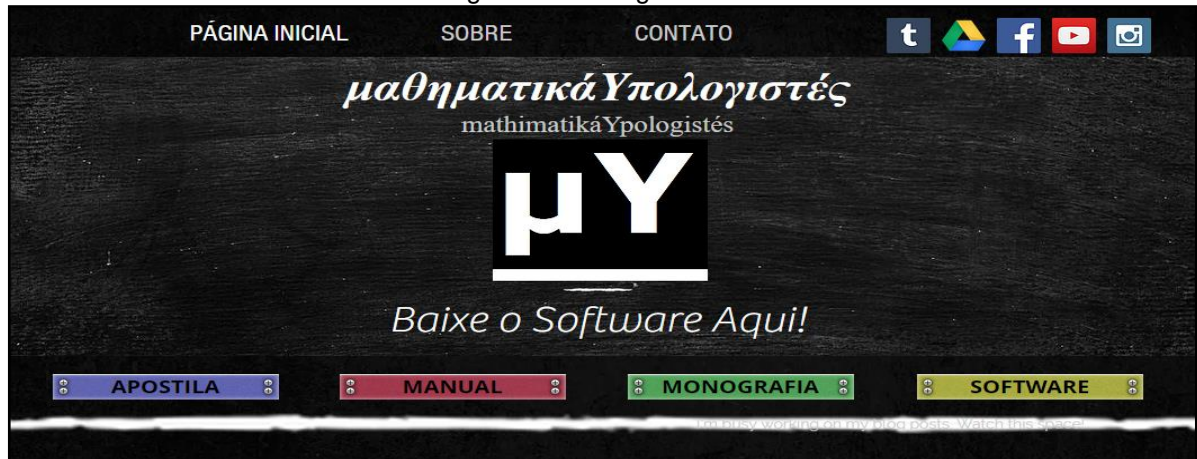 PÁGINA INICIAL SOBRE CONTATO
μαθηματικάΥπολογιστές
mathimatikáYpologistés
μΥ
Baixe o Software Aqui!
APOSTILA MANUAL MONOGRAFIA SOFTWARE
I'm busy working on my blog posts. Watch this space!